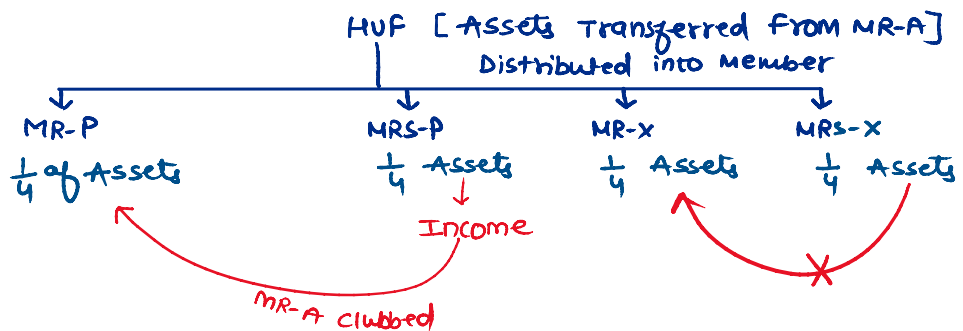 HUF [Assets Transferred from MR-A]
Distributed into member
MR-P MRS-P MR-X MRS-X
1/4 of Assets 1/4 Assets 1/4 Assets 1/4 Assets
Income
MR-A clubbed